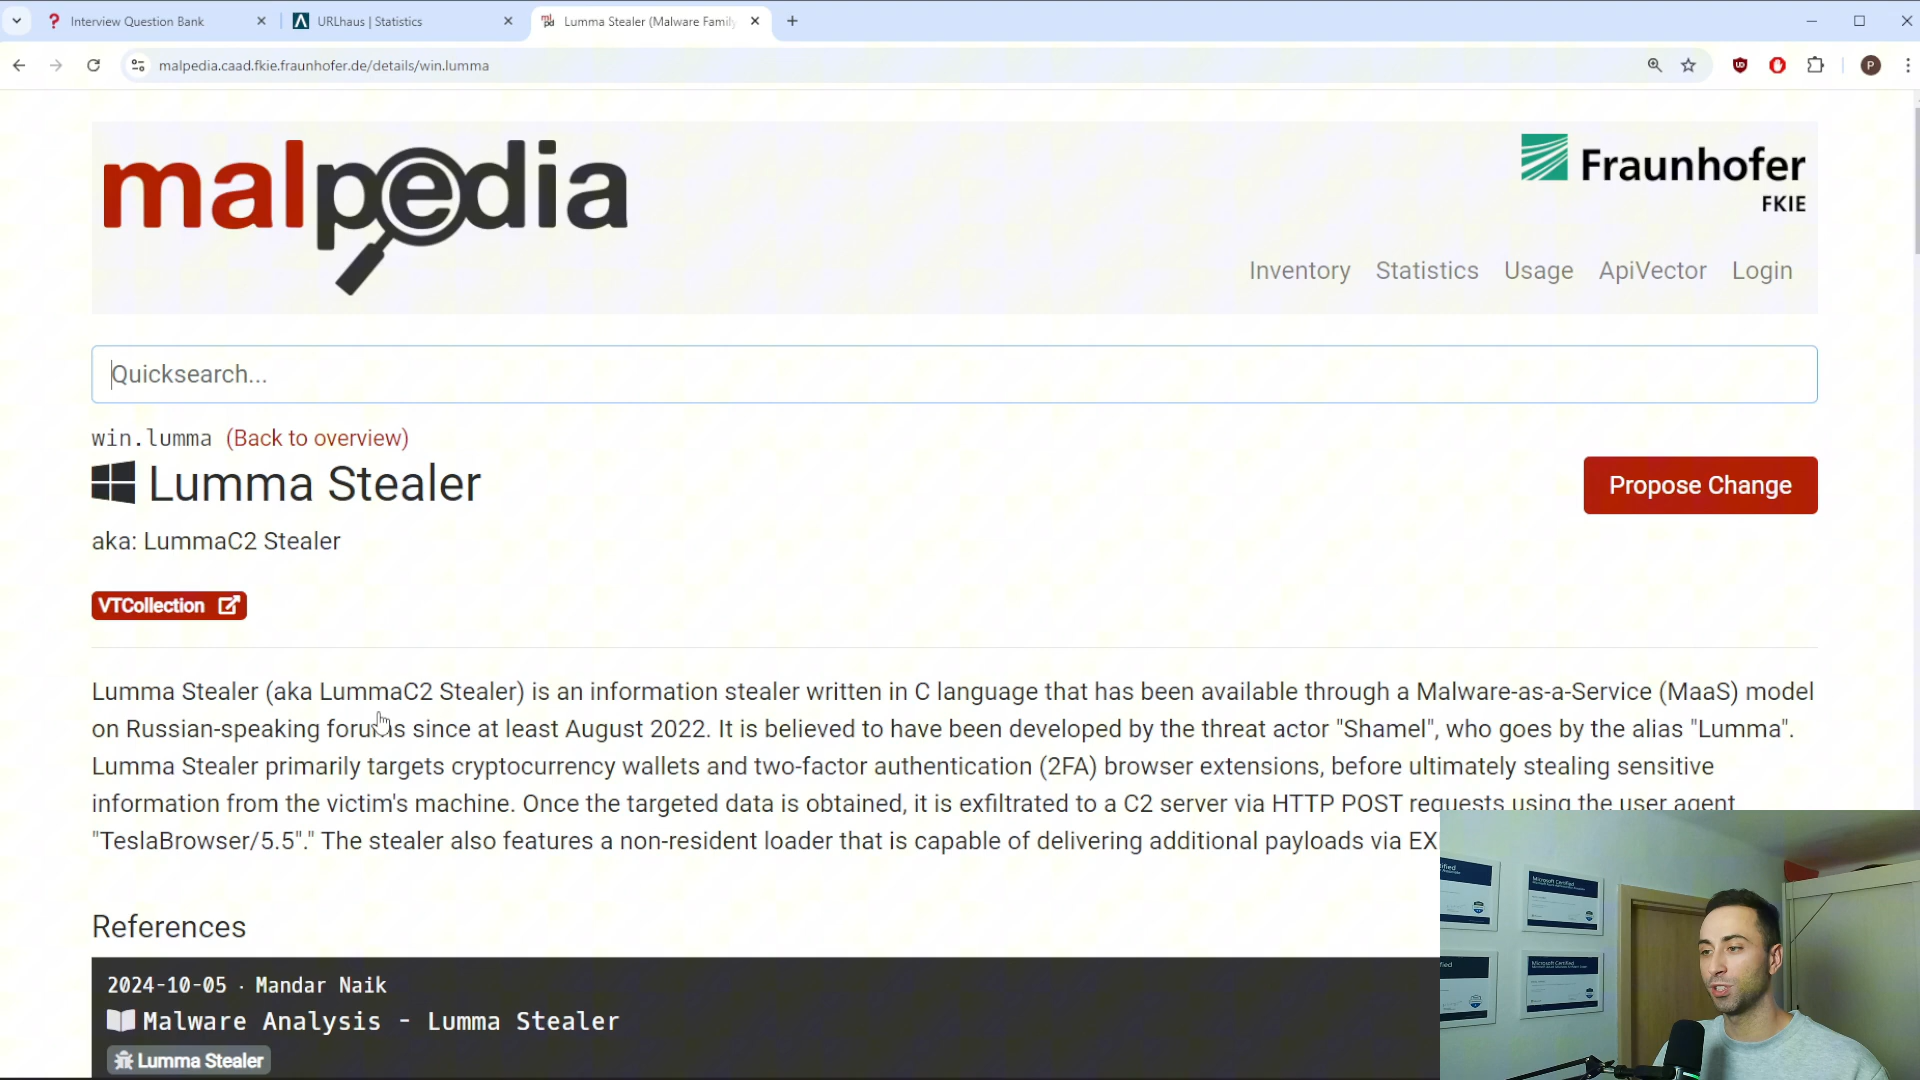 Interview Question Bank
URLhaus | Statistics
Lumma Stealer (Malware Family
malpedia.caad.fkie.fraunhofer.de/details/win.lumma
P
malpedia
Fraunhofer
FKIE
Inventory Statistics Usage ApiVector Login
Quicksearch...
win.lumma (Back to overview)
Lumma Stealer
Propose Change
aka: LummaC2 Stealer
VTCollection
Lumma Stealer (aka LummaC2 Stealer) is an information stealer written in C language that has been available through a Malware-as-a-Service (MaaS) model
on Russian-speaking forums since at least August 2022. It is believed to have been developed by the threat actor "Shamel", who goes by the alias "Lumma".
Lumma Stealer primarily targets cryptocurrency wallets and two-factor authentication (2FA) browser extensions, before ultimately stealing sensitive
information from the victim's machine. Once the targeted data is obtained, it is exfiltrated to a C2 server via HTTP POST requests using the user agent
"TeslaBrowser/5.5"." The stealer also features a non-resident loader that is capable of delivering additional payloads via EX
References
2024-10-05 · Mandar Naik
Malware Analysis - Lumma Stealer
Lumma Stealer
Microsoft Certified
Microsoft Certified